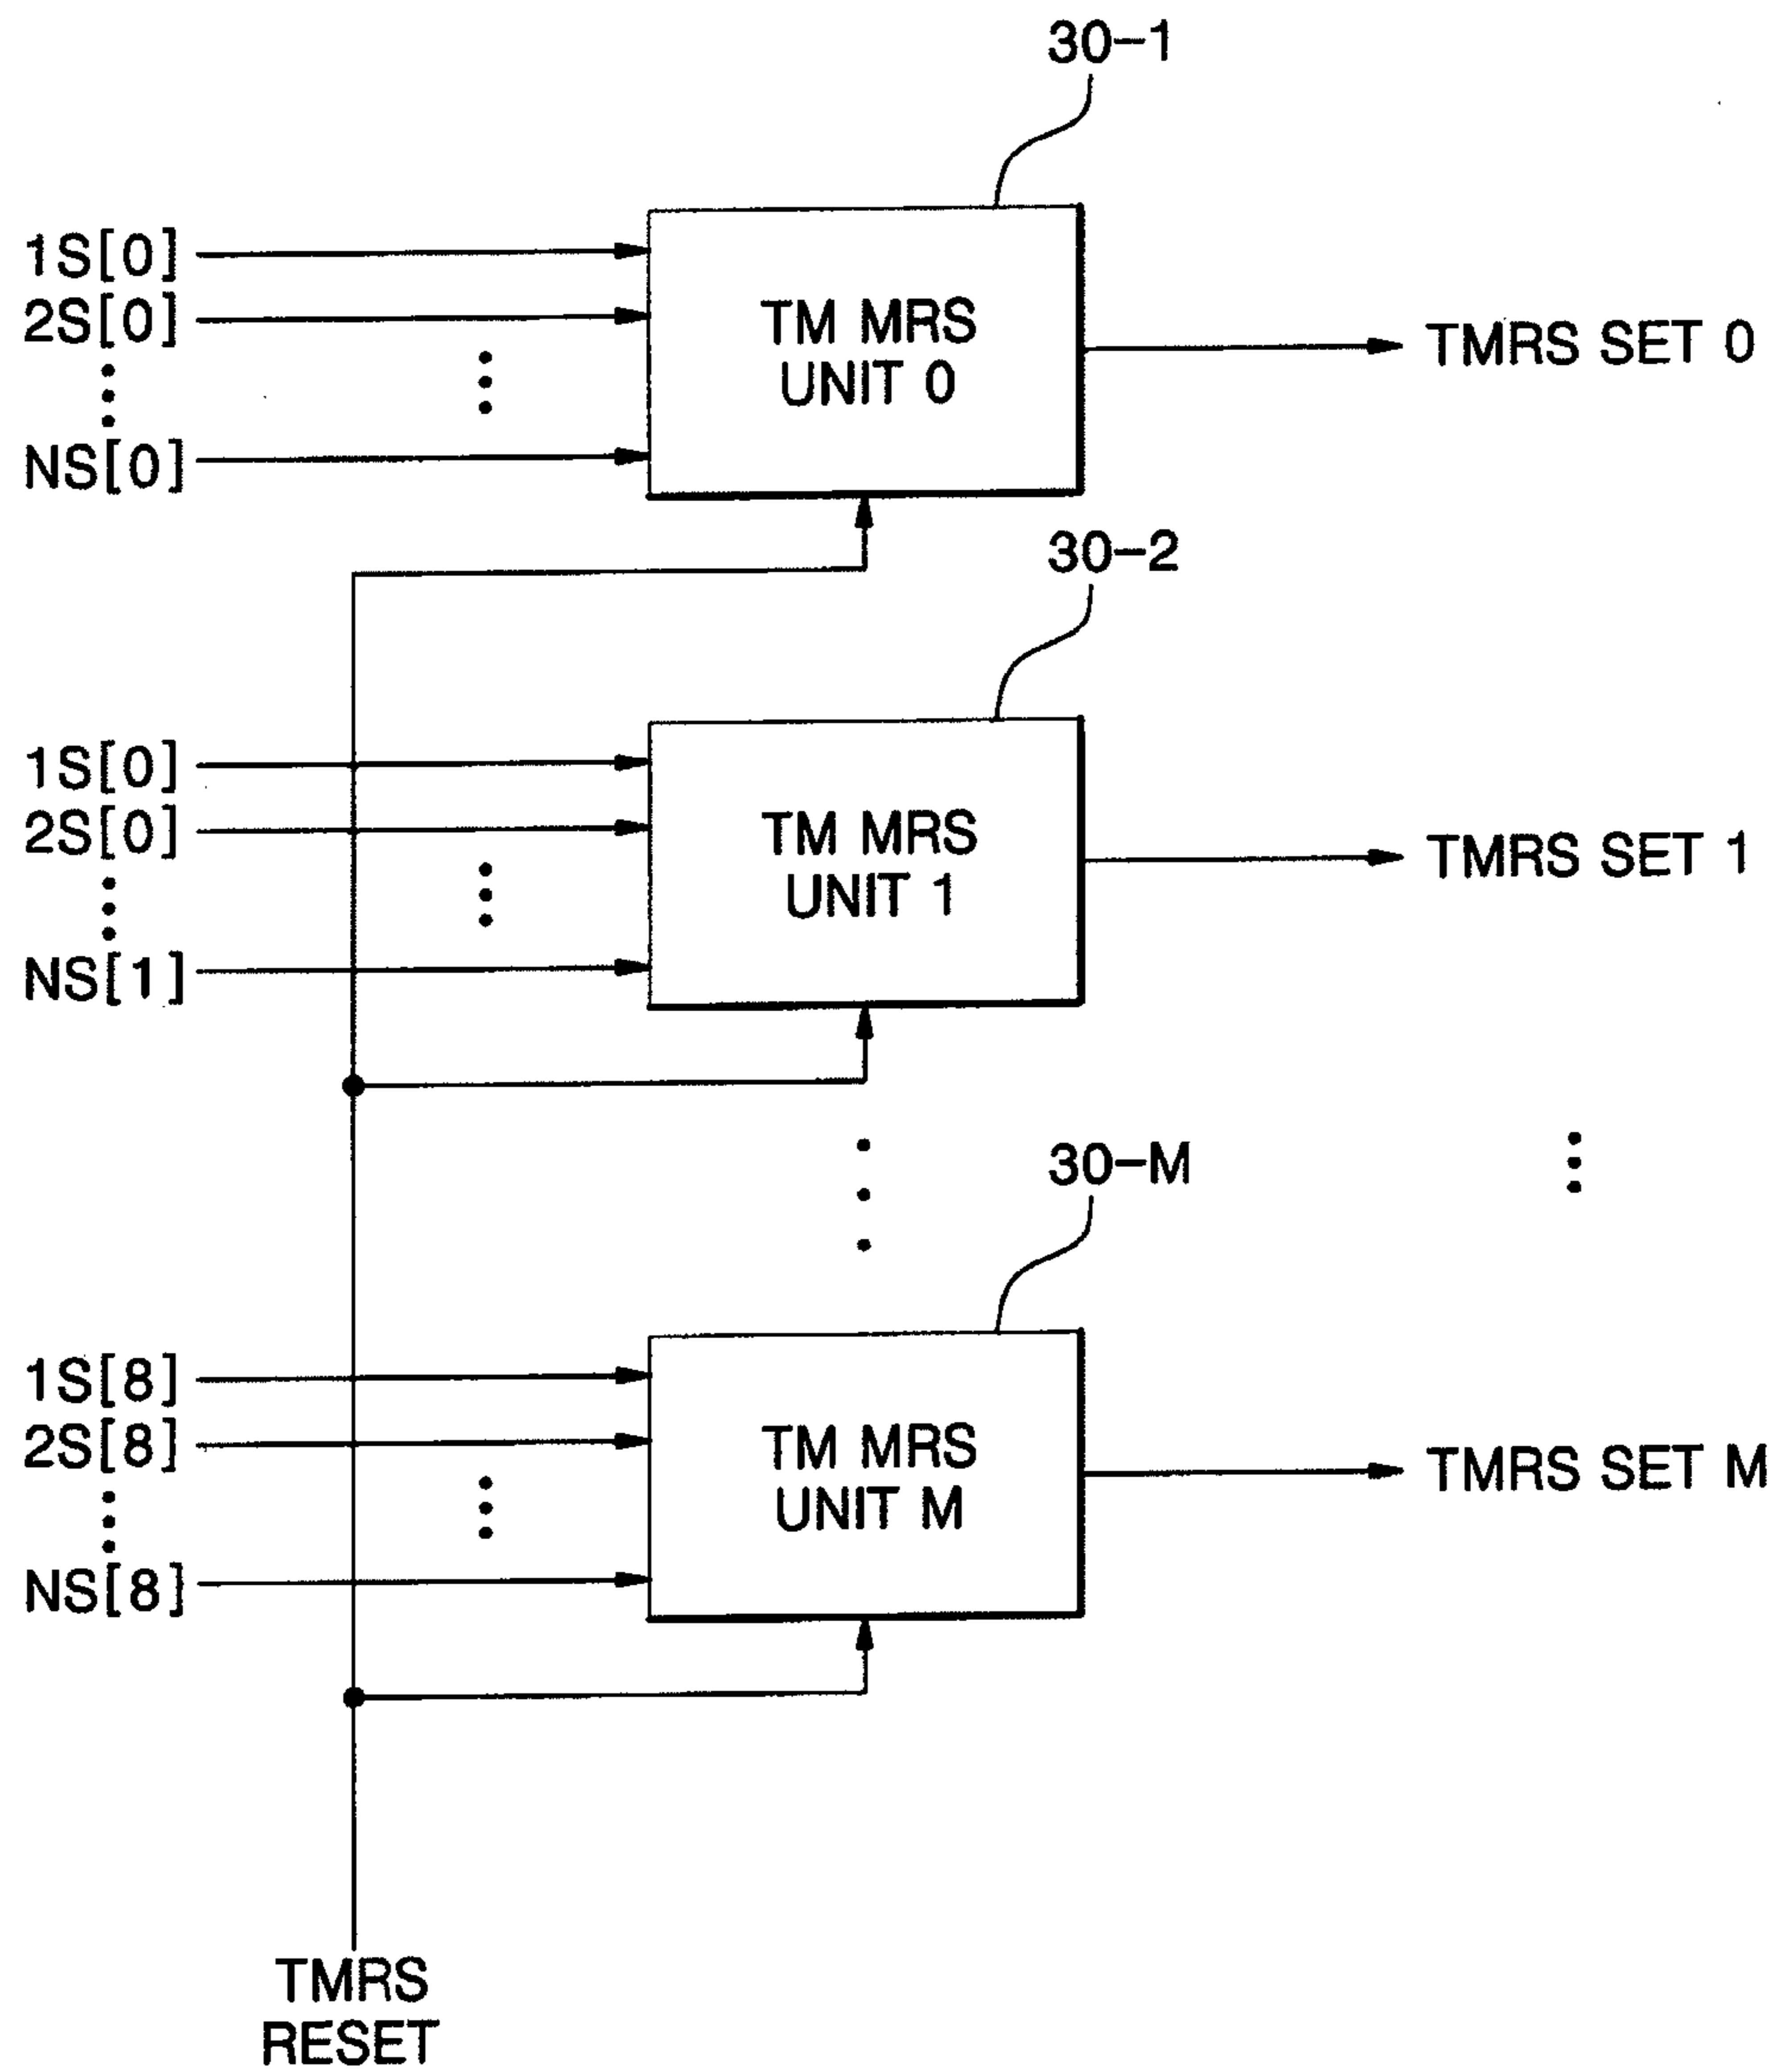 30-1
1S[0]
2S[0]
NS[0]
TM MRS
UNIT 0
TMRS SET 0
30-2
1S[0]
2S[0]
NS[1]
TM MRS
UNIT 1
TMRS SET 1
30-M
1S[8]
2S[8]
NS[8]
TM MRS
UNIT M
TMRS SET M
TMRS
RESET